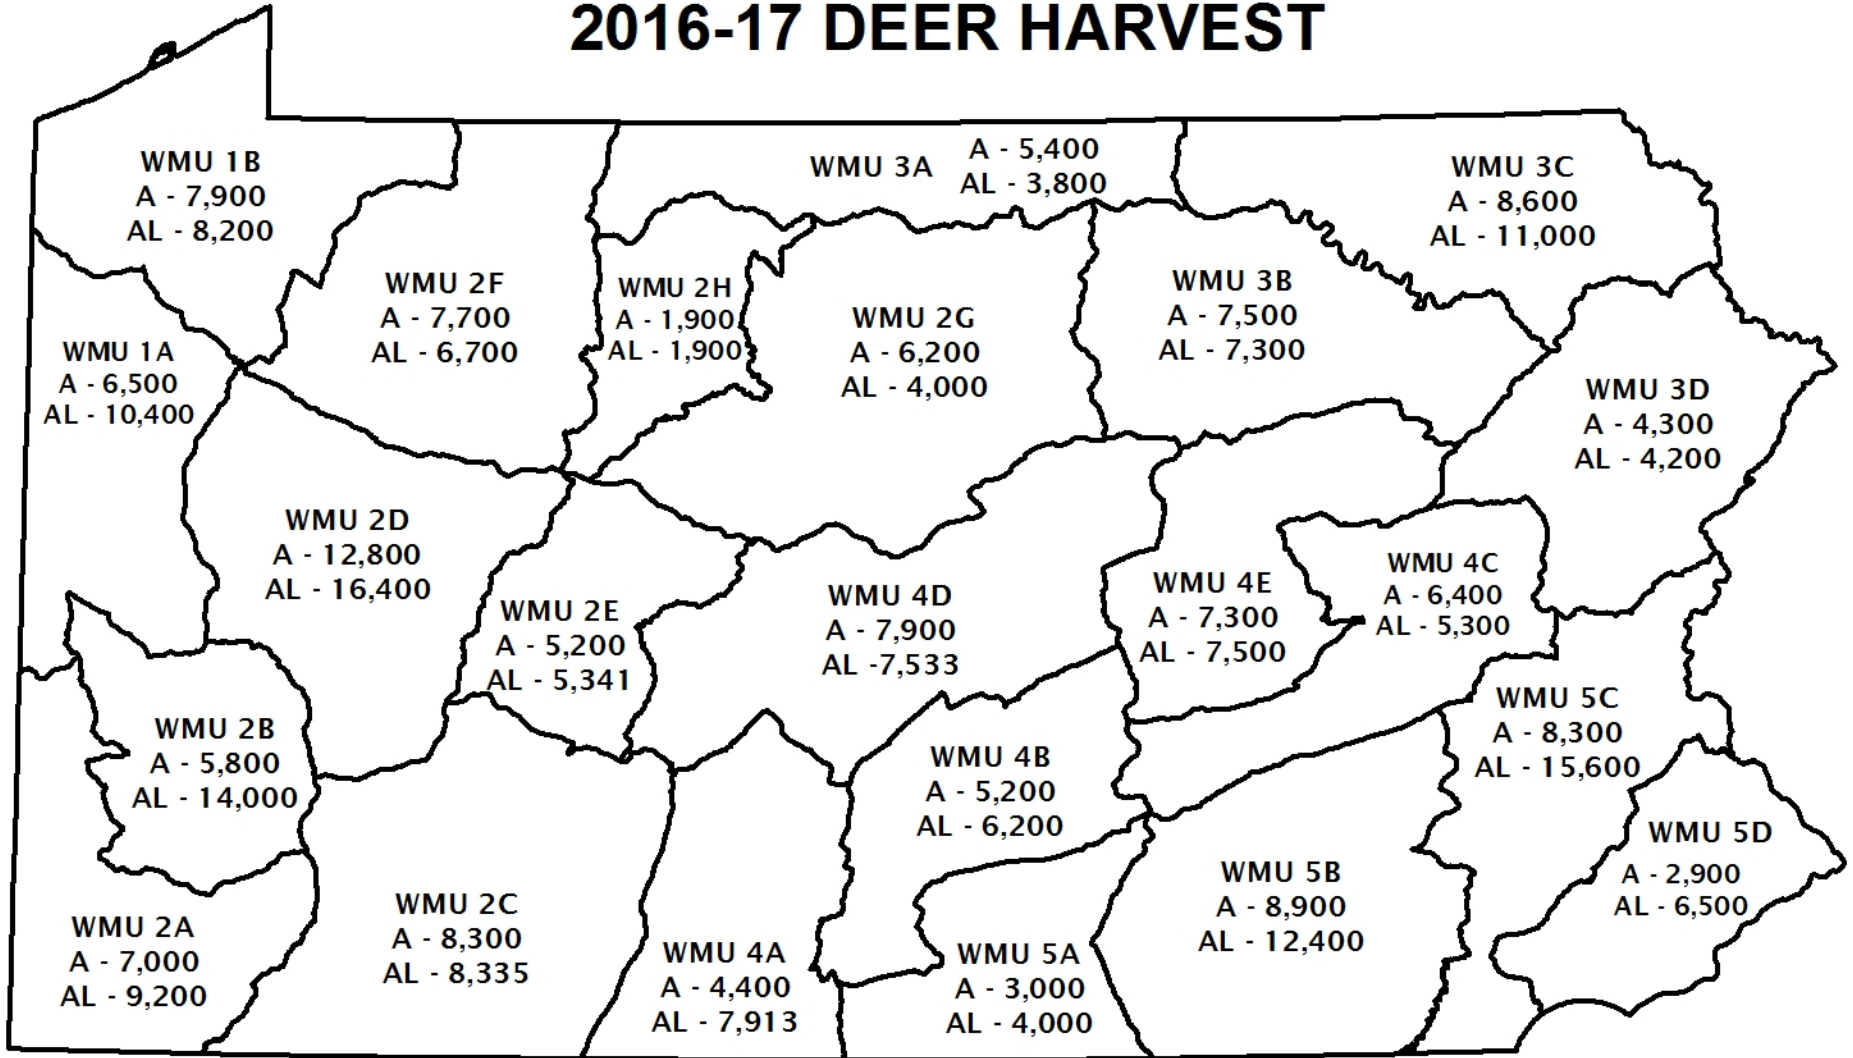 2016-17 DEER HARVEST
WMU 1B
A - 7,900
AL - 8,200
WMU 3A
A - 5,400
AL - 3,800
WMU 3C
A - 8,600
AL - 11,000
WMU 2F
A - 7,700
AL - 6,700
WMU 2H
A - 1,900
AL - 1,900
WMU 2G
A - 6,200
AL - 4,000
WMU 3B
A - 7,500
AL - 7,300
WMU 1A
A - 6,500
AL - 10,400
WMU 3D
A - 4,300
AL - 4,200
WMU 2D
A - 12,800
AL - 16,400
WMU 2E
A - 5,200
AL - 5,341
WMU 4D
A - 7,900
AL -7,533
WMU 4E
A - 7,300
AL - 7,500
WMU 4C
A - 6,400
AL - 5,300
WMU 2B
A - 5,800
AL - 14,000
WMU 4B
A - 5,200
AL - 6,200
WMU 5C
A - 8,300
AL - 15,600
WMU 5D
A - 2,900
AL - 6,500
WMU 2A
A - 7,000
AL - 9,200
WMU 2C
A - 8,300
AL - 8,335
WMU 4A
A - 4,400
AL - 7,913
WMU 5A
A - 3,000
AL - 4,000
WMU 5B
A - 8,900
AL - 12,400